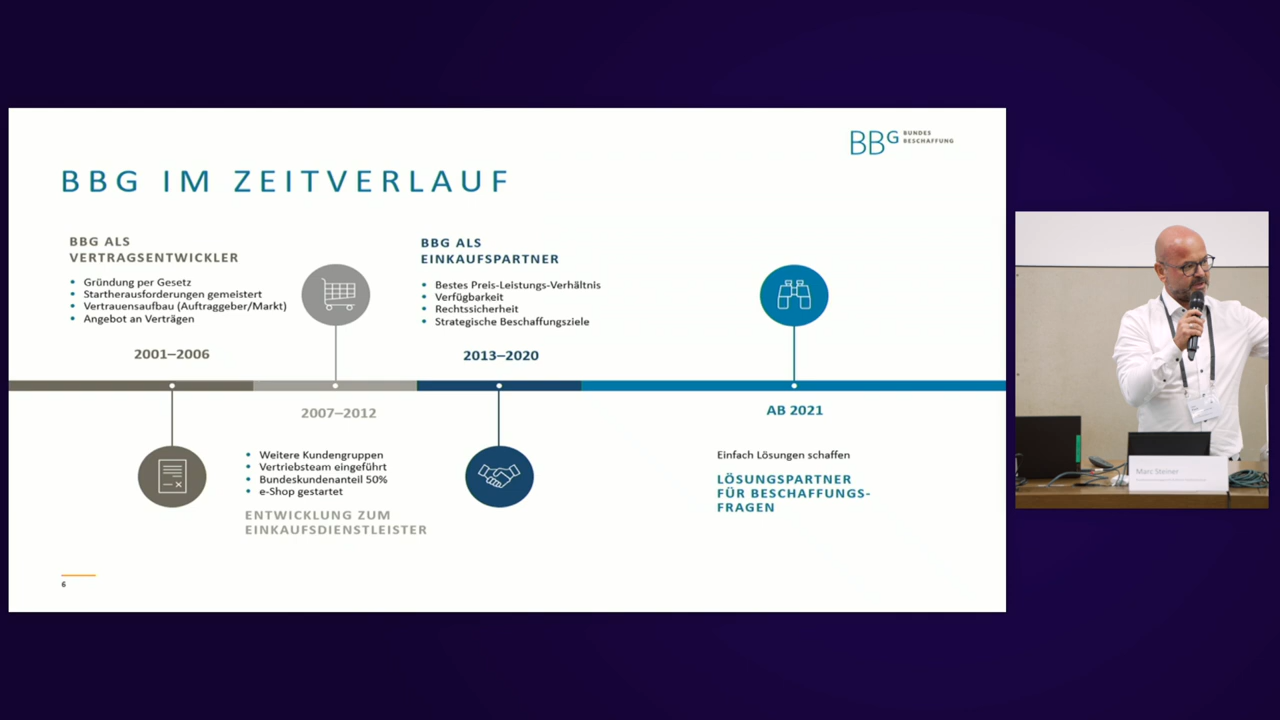 BBG BUNDES
BESCHAFFUNG
BBG IM ZEITVERLAUF
BBG ALS
VERTRAGSENTWICKLER
• Gründung per Gesetz
• Startherausforderungen gemeistert
• Vertrauensaufbau (Auftraggeber/Markt)
• Angebot an Verträgen
2001–2006
2007–2012
• Weitere Kundengruppen
• Vertriebsteam eingeführt
• Bundeskundenanteil 50%
• e-Shop gestartet
ENTWICKLUNG ZUM
EINKAUFSDIENSTLEISTER
BBG ALS
EINKAUFSPARTNER
• Bestes Preis-Leistungs-Verhältnis
• Verfügbarkeit
• Rechtssicherheit
• Strategische Beschaffungsziele
2013–2020
AB 2021
Einfach Lösungen schaffen
LÖSUNGSPARTNER
FÜR BESCHAFFUNGS-
FRAGEN
6
Marc Steiner